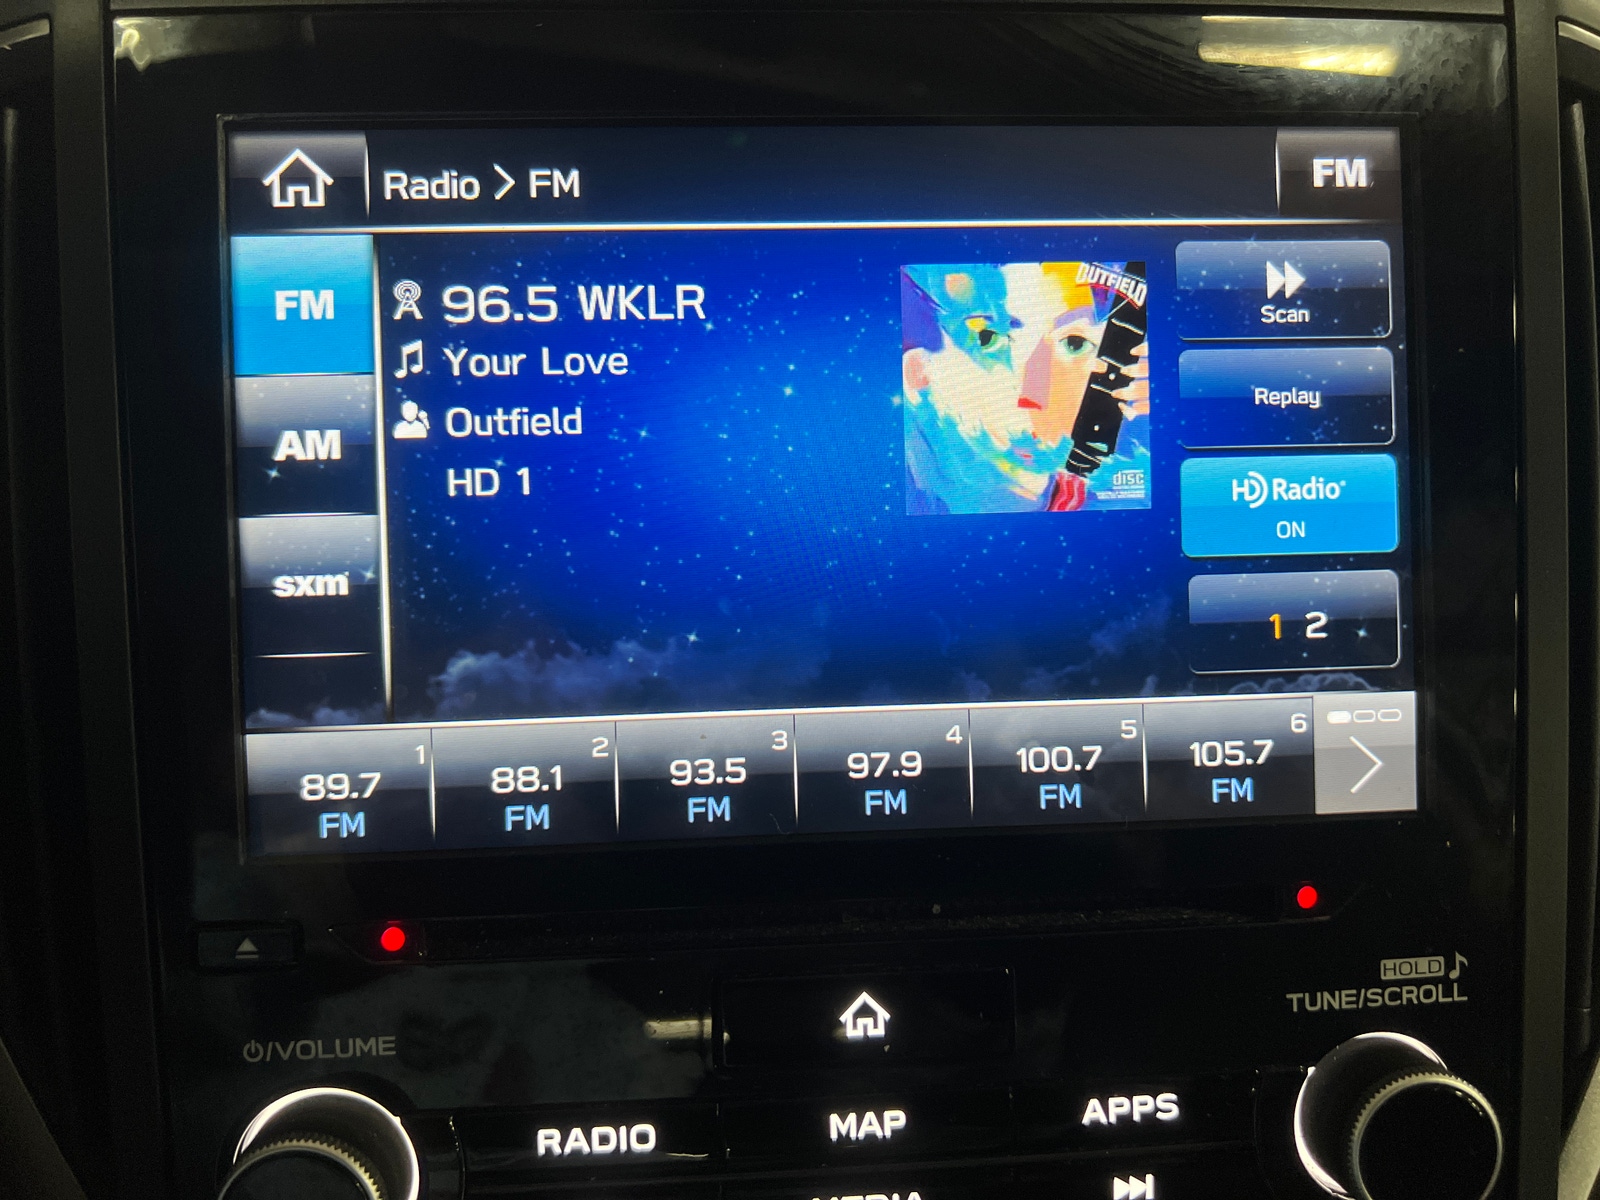 Radio > FM
FM
FM
AM
sxm
96.5 WKLR
Your Love
Outfield
HD 1
OUTFIELD
disc
Scan
Replay
HD Radio®
ON
1 2
1
89.7
FM
2
88.1
FM
3
93.5
FM
4
97.9
FM
5
100.7
FM
6
105.7
FM
HOLD
TUNE/SCROLL
/VOLUME
RADIO
MAP
APPS
MEDIA